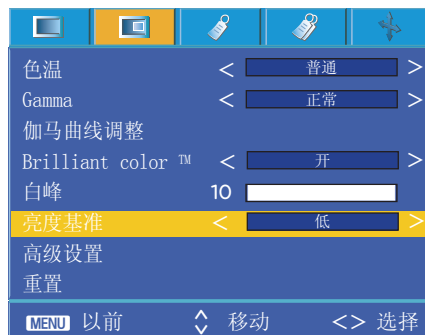 色温 < 普通 >
Gamma < 正常 >
伽马曲线调整
Brilliant color ™ < 开 >
白峰 10
亮度基准 < 低 >
高级设置
重置
MENU 以前 移动 <> 选择